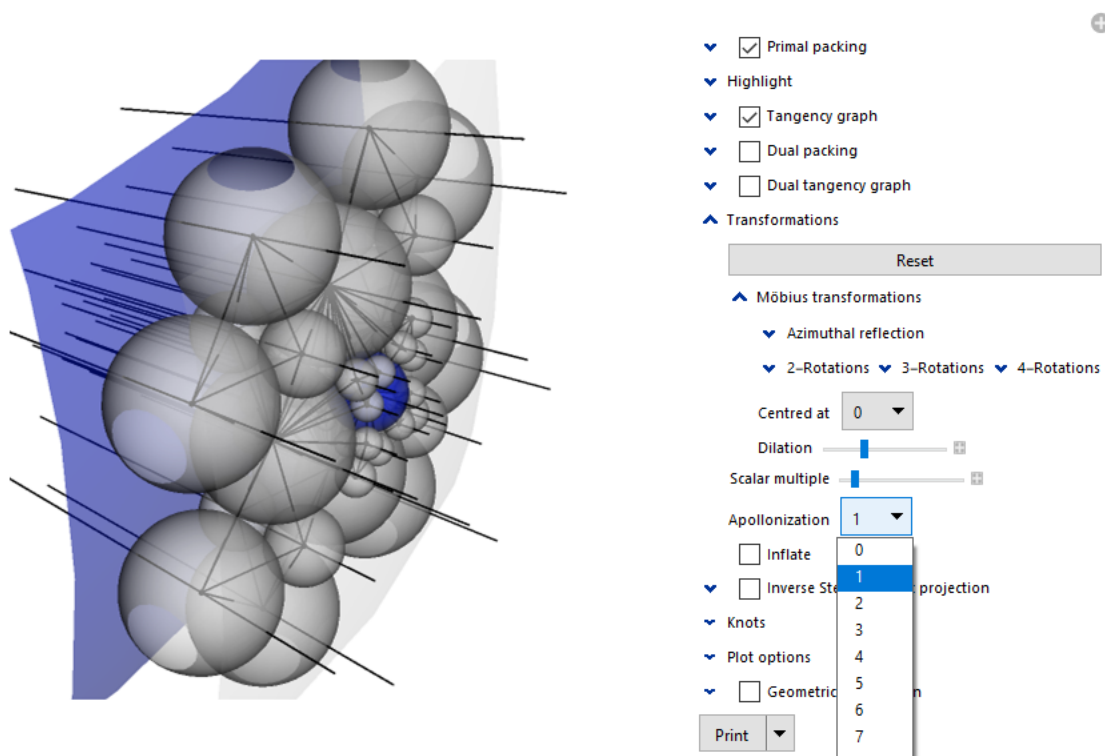 Primal packing
Highlight
Tangency graph
Dual packing
Dual tangency graph
Transformations
Reset
Möbius transformations
Azimuthal reflection
2-Rotations 3-Rotations 4-Rotations
Centred at 0
Dilation
Scalar multiple
Apollonization 1
0
Inflate
1
Inverse Ste projection
2
Knots
3
Plot options
4
5
Geometric n
6
Print
7